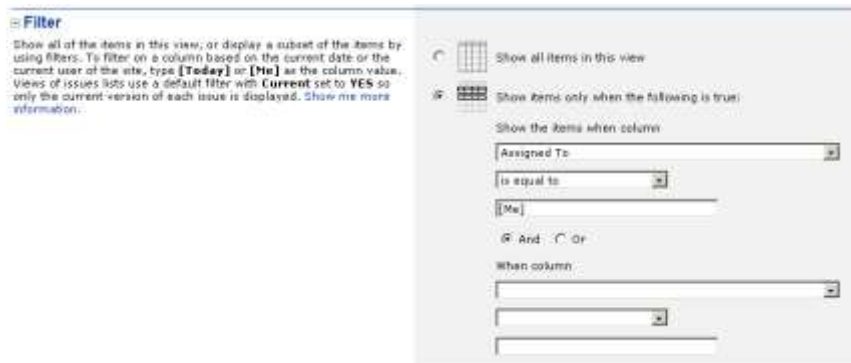 Filter
Show all of the items in this view, or display a subset of the items by
using filters. To filter on a column based on the current date or the
current user of the site, type [Today] or [Me] as the column value.
Views of issues lists use a default filter with Current set to YES so
only the current version of each issue is displayed. Show me more
information.
Show all items in this view
Show items only when the following is true:
Show the items when column
Assigned To
is equal to
[Me]
And Or
When column